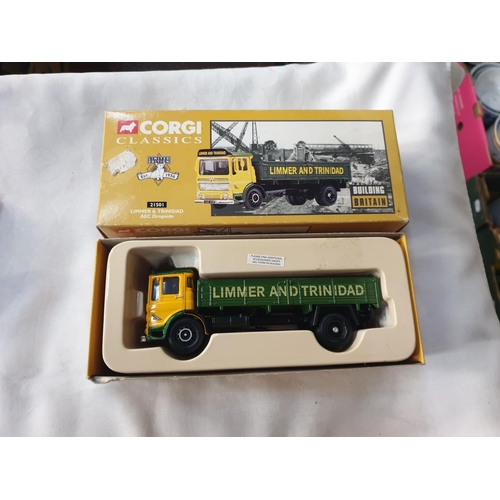 CORGI
CLASSICS
LIMMER AND TRINIDAD
21501
LIMMER & TRINIDAD
AEC Dropside
BUILDING
BRITAIN
LIMMER AND TRINIDAD